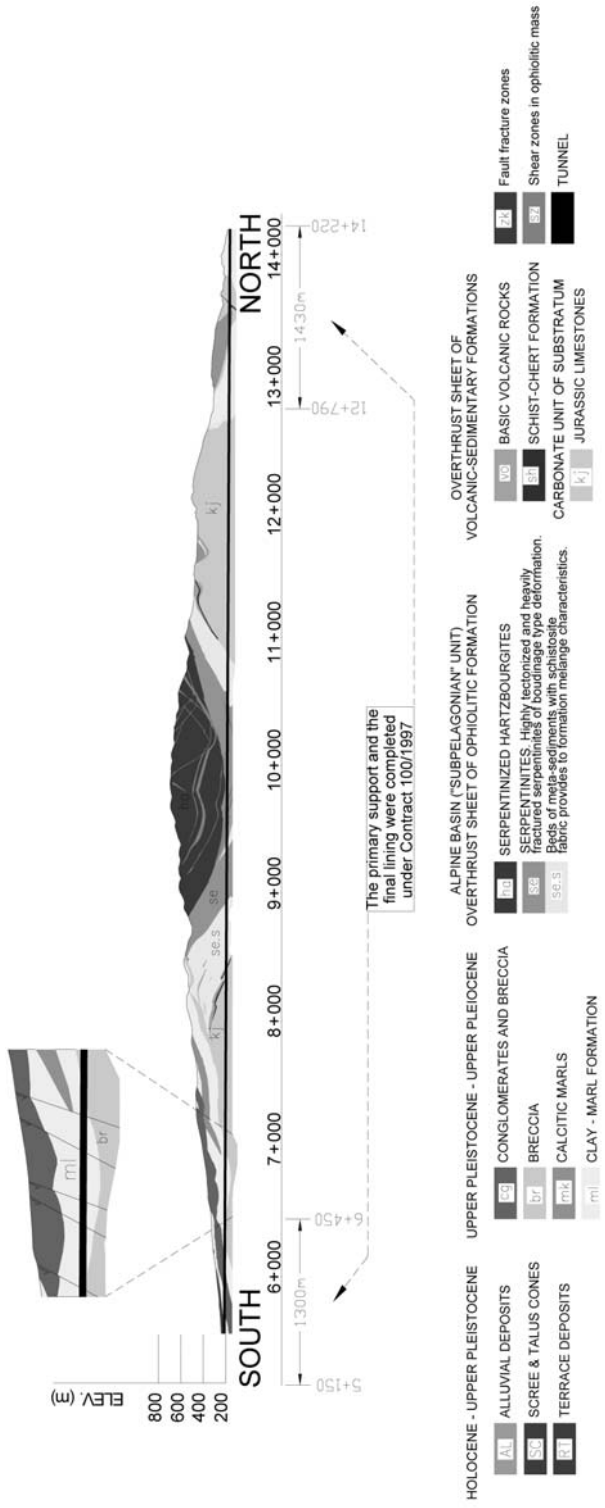 ELEV. (m)
800
600
400
200
SOUTH
NORTH
ml
br
kj
se.s
se
ho
kj
6+000
7+000
8+000
9+000
10+000
11+000
12+000
13+000
14+000
5+150
1300m
6+450
12+790
1430m
14+220
The primary support and the
final lining were completed
under Contract 100/1997
HOLOCENE - UPPER PLEISTOCENE
AL ALLUVIAL DEPOSITS
SC SCREE & TALUS CONES
RT TERRACE DEPOSITS
UPPER PLEISTOCENE - UPPER PLEIOCENE
cg CONGLOMERATES AND BRECCIA
br BRECCIA
mk CALCITIC MARLS
ml CLAY - MARL FORMATION
ALPINE BASIN ("SUBPELAGONIAN" UNIT)
OVERTHRUST SHEET OF OPHIOLITIC FORMATION
SERPENTINIZED HARTZBOURGITES
se SERPENTINITES. Highly tectonized and heavily
fractured serpentinites of boudinage type deformation.
se.s Beds of meta-sediments with schistosite
fabric provides to formation melange characteristics.
OVERTHRUST SHEET OF
VOLCANIC-SEDIMENTARY FORMATIONS
vo BASIC VOLCANIC ROCKS
sh SCHIST-CHERT FORMATION
CARBONATE UNIT OF SUBSTRATUM
kj JURASSIC LIMESTONES
zk Fault fracture zones
sz Shear zones in ophiolitic mass
TUNNEL